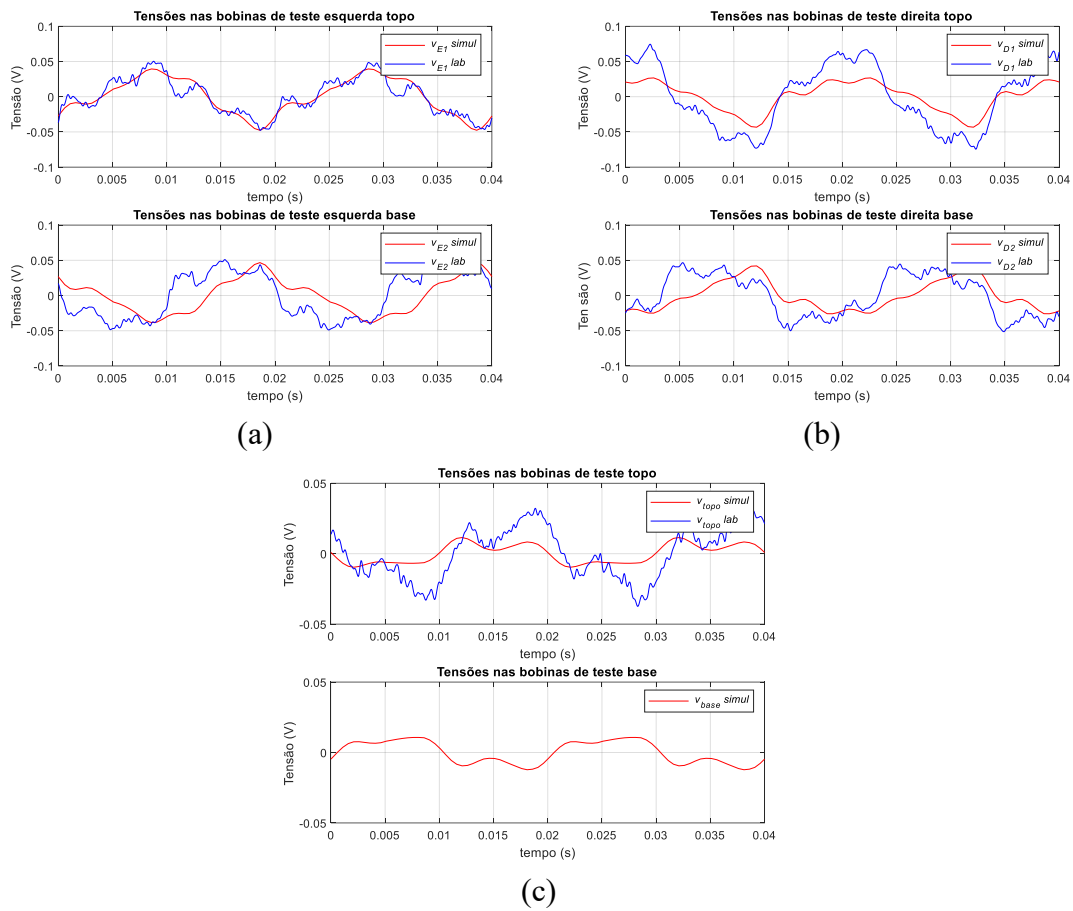 Tensões nas bobinas de teste esquerda topo
Tensão (V)
0.1
0.05
0
-0.05
-0.1
v_E1 simul
v_E1 lab
0 0.005 0.01 0.015 0.02 0.025 0.03 0.035 0.04
tempo (s)
Tensões nas bobinas de teste esquerda base
Tensão (V)
0.1
0.05
0
-0.05
-0.1
v_E2 simul
v_E2 lab
0 0.005 0.01 0.015 0.02 0.025 0.03 0.035 0.04
tempo (s)
(a)
Tensões nas bobinas de teste direita topo
Tensão (V)
0.1
0.05
0
-0.05
-0.1
v_D1 simul
v_D1 lab
0 0.005 0.01 0.015 0.02 0.025 0.03 0.035 0.04
tempo (s)
Tensões nas bobinas de teste direita base
Ten são (V)
0.1
0.05
0
-0.05
-0.1
v_D2 simul
v_D2 lab
0 0.005 0.01 0.015 0.02 0.025 0.03 0.035 0.04
tempo (s)
(b)
Tensões nas bobinas de teste topo
Tensão (V)
0.05
0
-0.05
v_topo simul
v_topo lab
0 0.005 0.01 0.015 0.02 0.025 0.03 0.035 0.04
tempo (s)
Tensões nas bobinas de teste base
Tensão (V)
0.05
0
-0.05
v_base simul
0 0.005 0.01 0.015 0.02 0.025 0.03 0.035 0.04
tempo (s)
(c)